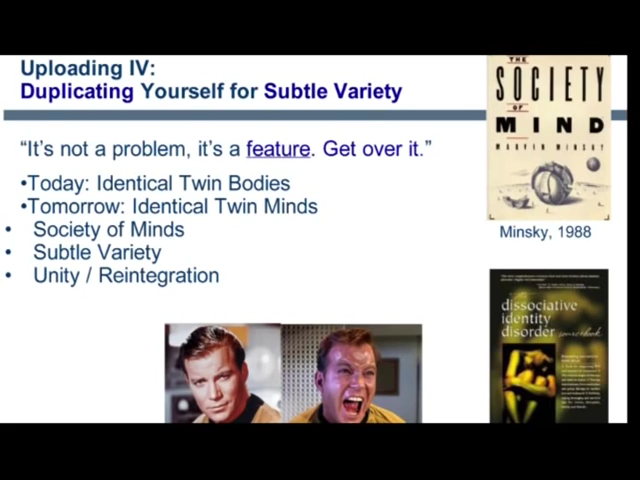 Uploading IV:
Duplicating Yourself for Subtle Variety
“It’s not a problem, it’s a feature. Get over it.”
•Today: Identical Twin Bodies
•Tomorrow: Identical Twin Minds
• Society of Minds
• Subtle Variety
• Unity / Reintegration
THE
SOCIETY
OF
MIND
MARVIN MINSKY
Minsky, 1988
dissociative
identity
disorder sourcebook